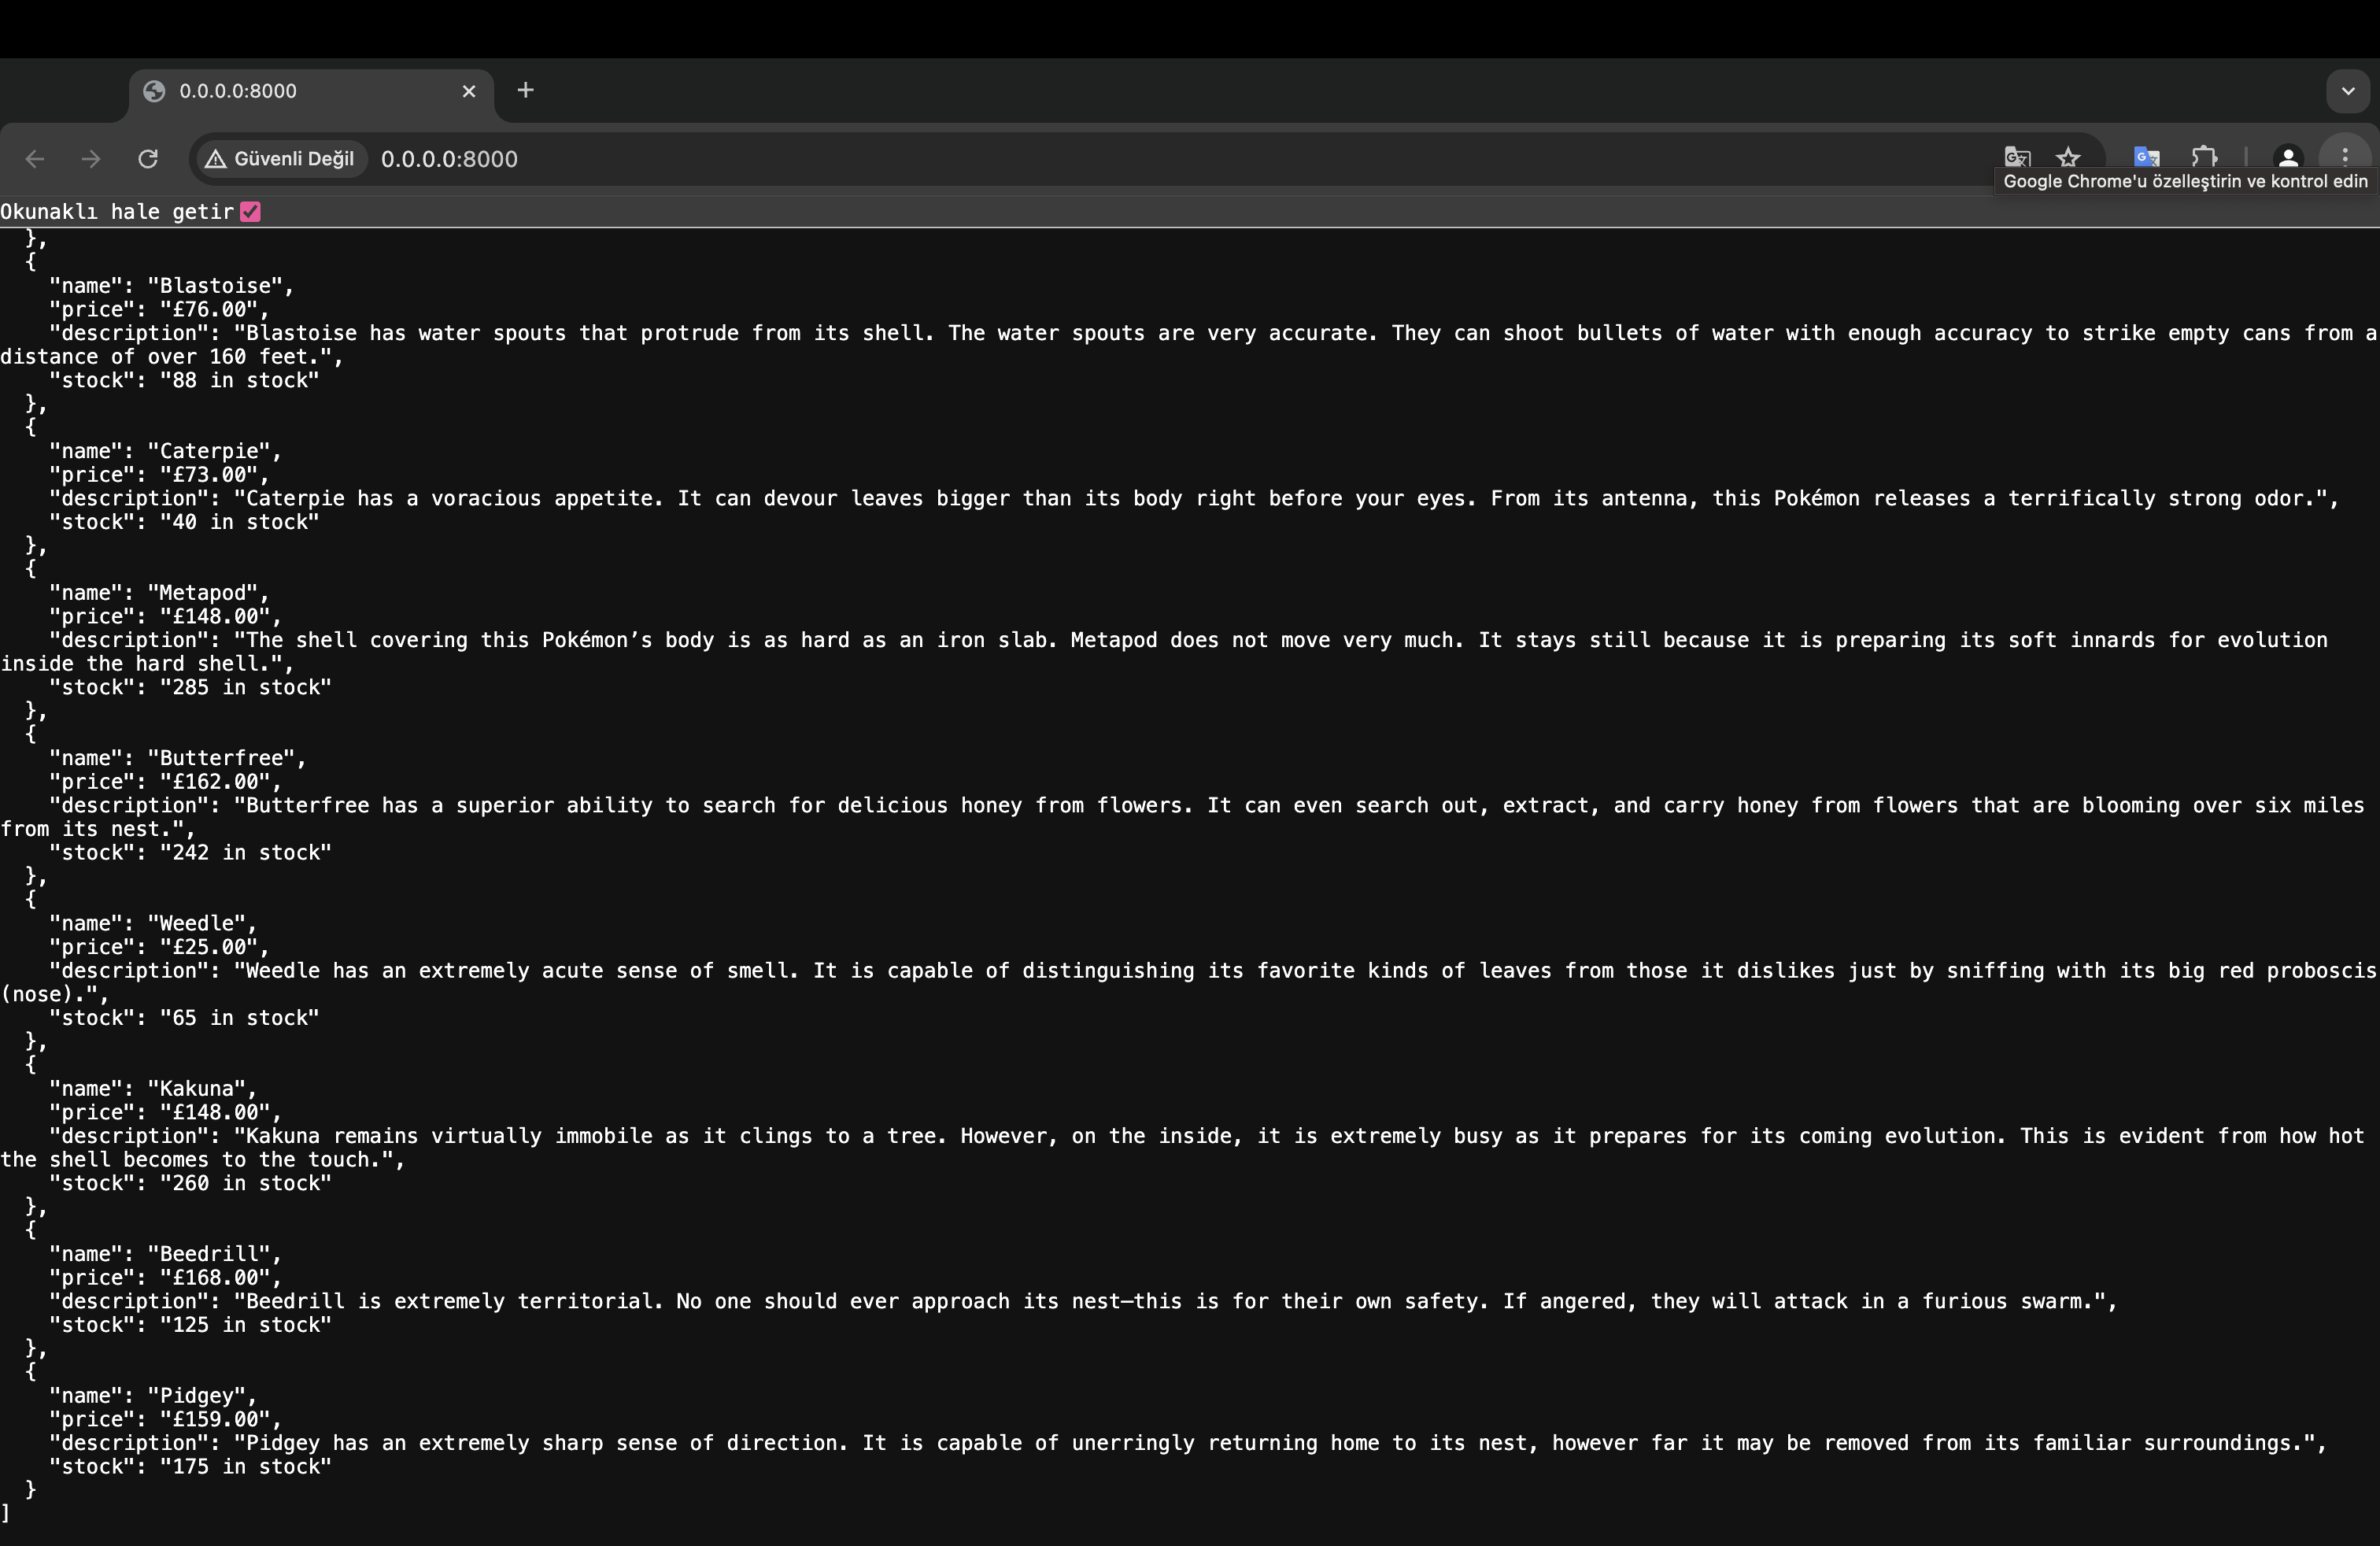 0.0.0.0:8000
Güvenli Değil 0.0.0.0:8000
Google Chrome'u özelleştirin ve kontrol edin
Okunaklı hale getir
  },
  {
    "name": "Blastoise",
    "price": "£76.00",
    "description": "Blastoise has water spouts that protrude from its shell. The water spouts are very accurate. They can shoot bullets of water with enough accuracy to strike empty cans from a
distance of over 160 feet.",
    "stock": "88 in stock"
  },
  {
    "name": "Caterpie",
    "price": "£73.00",
    "description": "Caterpie has a voracious appetite. It can devour leaves bigger than its body right before your eyes. From its antenna, this Pokémon releases a terrifically strong odor.",
    "stock": "40 in stock"
  },
  {
    "name": "Metapod",
    "price": "£148.00",
    "description": "The shell covering this Pokémon’s body is as hard as an iron slab. Metapod does not move very much. It stays still because it is preparing its soft innards for evolution
inside the hard shell.",
    "stock": "285 in stock"
  },
  {
    "name": "Butterfree",
    "price": "£162.00",
    "description": "Butterfree has a superior ability to search for delicious honey from flowers. It can even search out, extract, and carry honey from flowers that are blooming over six miles
from its nest.",
    "stock": "242 in stock"
  },
  {
    "name": "Weedle",
    "price": "£25.00",
    "description": "Weedle has an extremely acute sense of smell. It is capable of distinguishing its favorite kinds of leaves from those it dislikes just by sniffing with its big red proboscis
(nose).",
    "stock": "65 in stock"
  },
  {
    "name": "Kakuna",
    "price": "£148.00",
    "description": "Kakuna remains virtually immobile as it clings to a tree. However, on the inside, it is extremely busy as it prepares for its coming evolution. This is evident from how hot
the shell becomes to the touch.",
    "stock": "260 in stock"
  },
  {
    "name": "Beedrill",
    "price": "£168.00",
    "description": "Beedrill is extremely territorial. No one should ever approach its nest—this is for their own safety. If angered, they will attack in a furious swarm.",
    "stock": "125 in stock"
  },
  {
    "name": "Pidgey",
    "price": "£159.00",
    "description": "Pidgey has an extremely sharp sense of direction. It is capable of unerringly returning home to its nest, however far it may be removed from its familiar surroundings.",
    "stock": "175 in stock"
  }
]